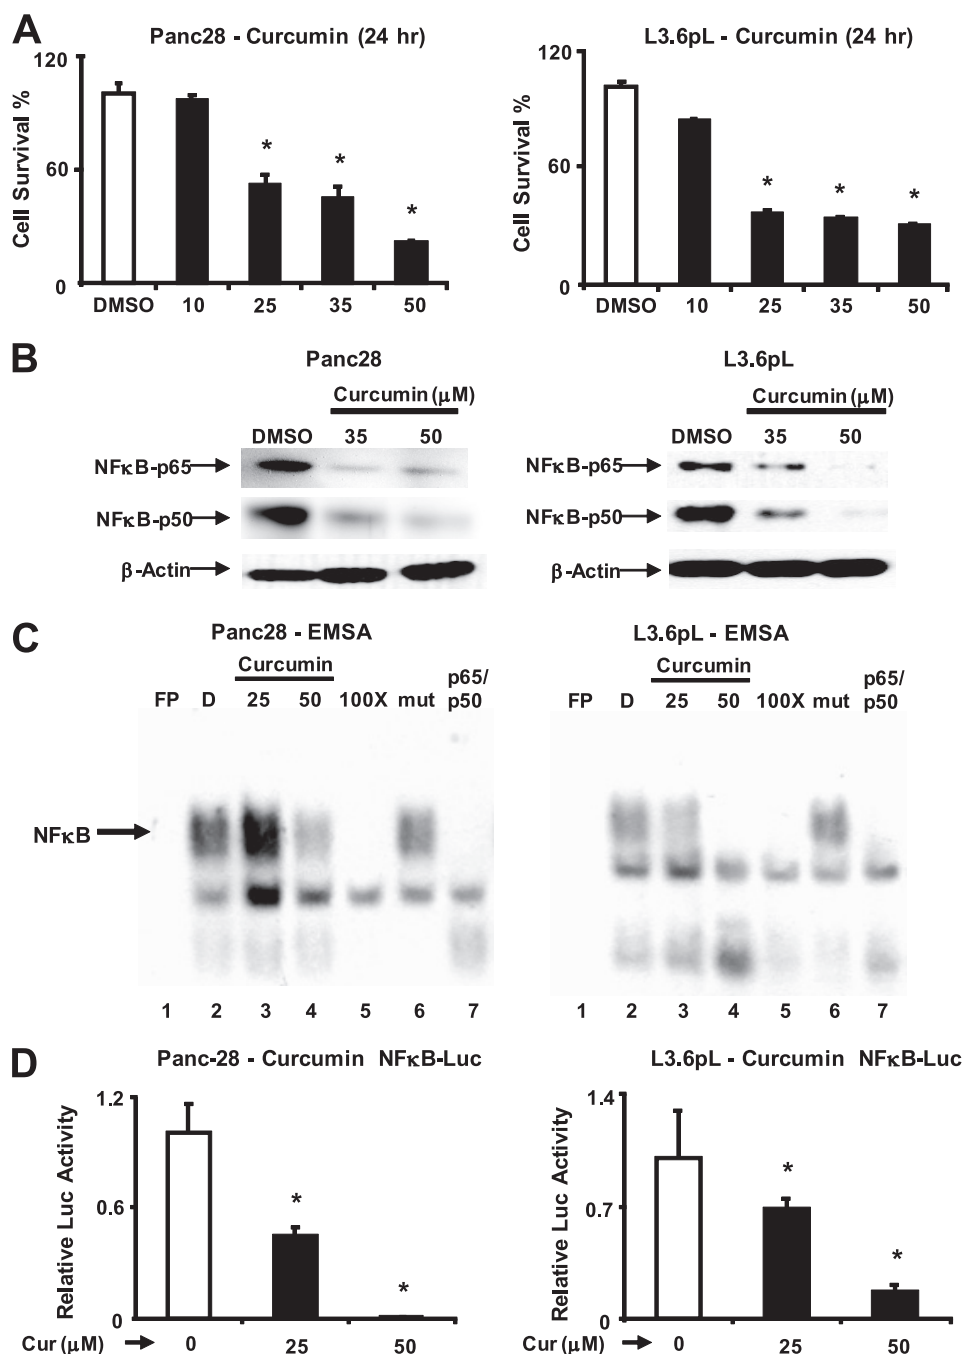 A
Panc28 - Curcumin (24 hr)
Cell Survival %
120
60
0
* * *
DMSO 10 25 35 50
L3.6pL - Curcumin (24 hr)
Cell Survival %
120
60
0
* * *
DMSO 10 25 35 50
B
Panc28
Curcumin (μM)
DMSO 35 50
NFκB-p65
NFκB-p50
β-Actin
L3.6pL
Curcumin (μM)
DMSO 35 50
NFκB-p65
NFκB-p50
β-Actin
C
Panc28 - EMSA
Curcumin
FP D 25 50 100X mut p65/p50
NFκB
1 2 3 4 5 6 7
L3.6pL - EMSA
Curcumin
FP D 25 50 100X mut p65/p50
1 2 3 4 5 6 7
D
Panc-28 - Curcumin NFκB-Luc
Relative Luc Activity
1.2
0.6
0
* *
Cur (μM) 0 25 50
L3.6pL - Curcumin NFκB-Luc
Relative Luc Activity
1.4
0.7
0
* *
Cur (μM) 0 25 50